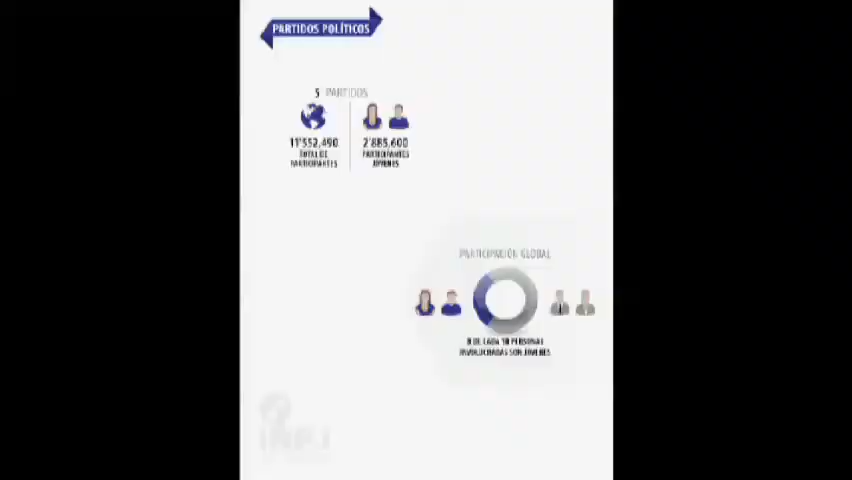 PARTIDOS POLÍTICOS
5 PARTIDOS
11'552,490
TOTAL DE
PARTICIPANTES
2'885,600
PARTICIPANTES
JÓVENES
PARTICIPACIÓN GLOBAL
DE CADA 10 PERSONAS
INVOLUCRADAS SON JÓVENES